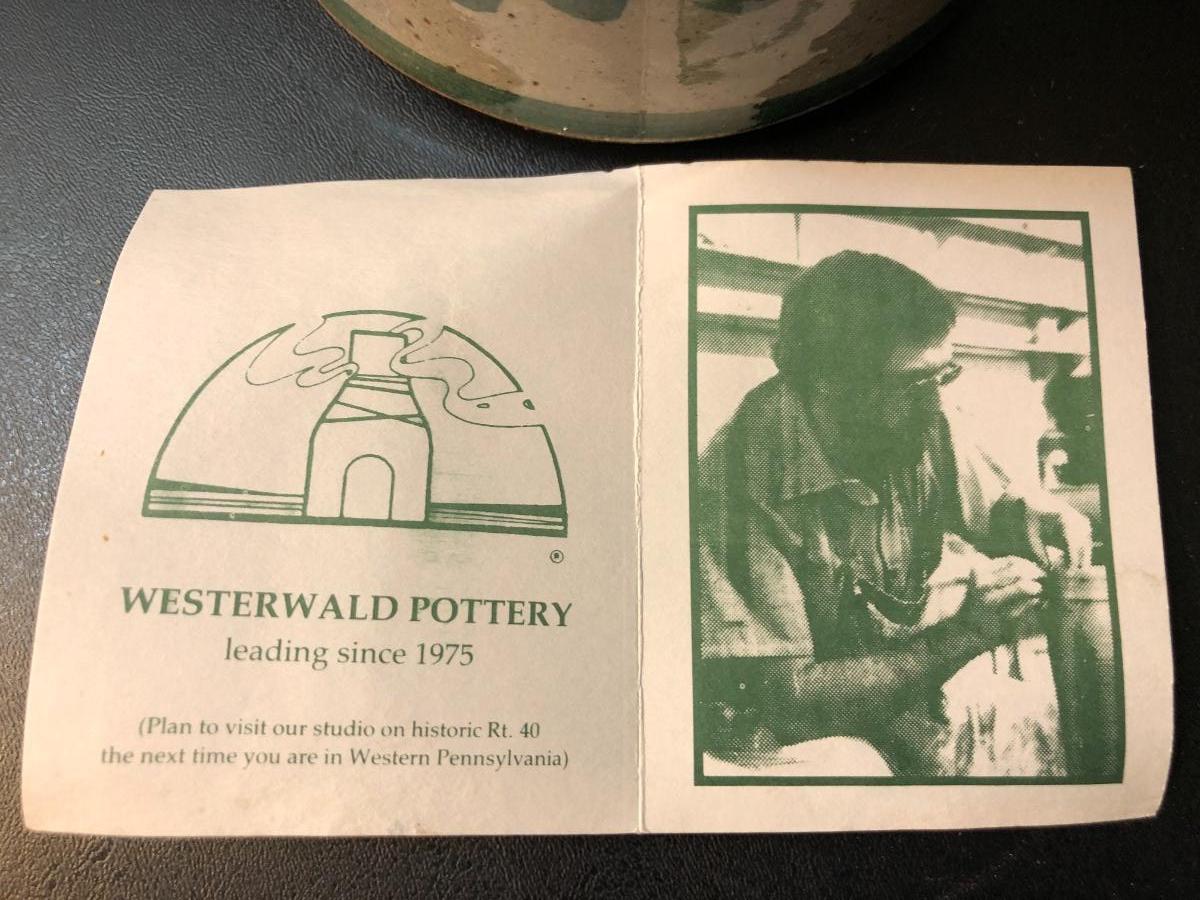 ®
WESTERWALD POTTERY
leading since 1975
(Plan to visit our studio on historic Rt. 40
the next time you are in Western Pennsylvania)